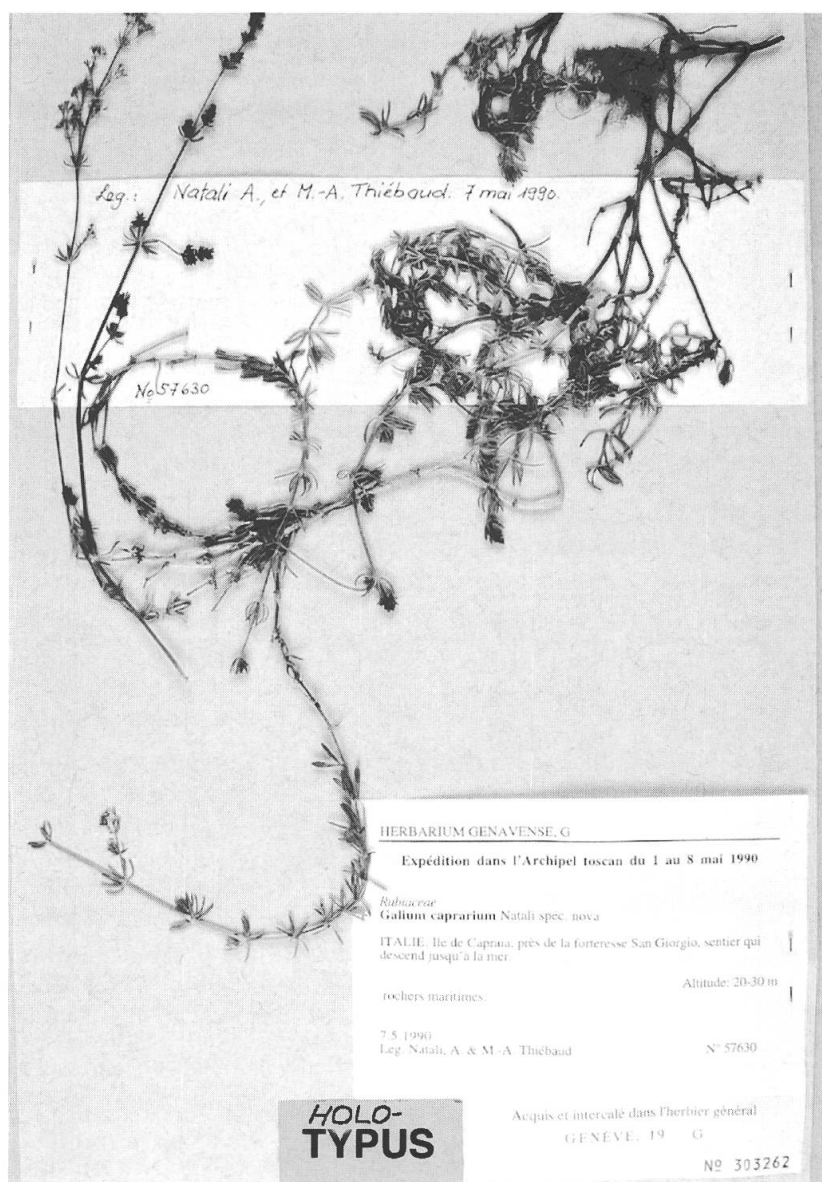 Leg.: Natali A., et M.-A. Thiébaud. 7 mai 1990.
No 57630
HERBARIUM GENAVENSE, G
Expédition dans l'Archipel toscan du 1 au 8 mai 1990
Rubiaceae
Galium caprarium Natali spec. nova
ITALIE. Ile de Capraia, près de la forteresse San Giorgio, sentier qui
descend jusqu'à la mer.
Altitude: 20-30 m
rochers maritimes.
7.5.1990
Leg. Natali, A. & M.-A. Thiébaud N° 57630
HOLO-
TYPUS
Acquis et intercalé dans l'herbier général
GENÈVE, 19 G
Nº 303262